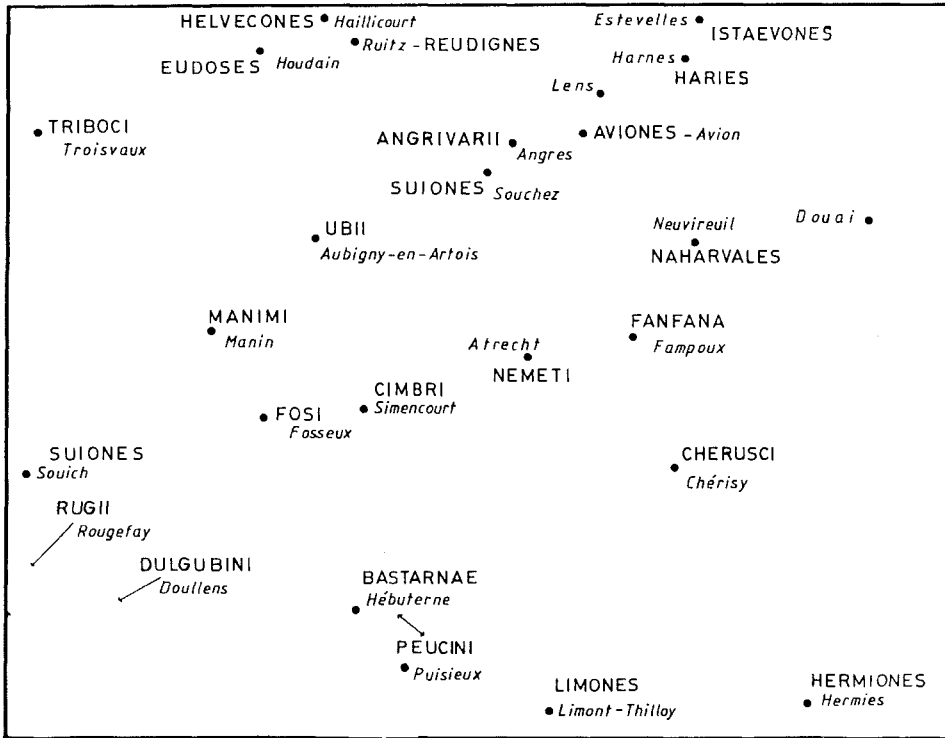 HELVECONES Haillicourt
Estevelles
ISTAEVONES
Ruitz-REUDIGNES
EUDOSES Houdain
Harnes
HARIES
Lens
TRIBOCI
Troisvaux
ANGRIVARII
Angres
AVIONES - Avion
SUIONES Souchez
UBII
Aubigny-en-Artois
Neuvireuil
NAHARVALES
Douai
MANIMI
Manin
FANFANA
Fampoux
Atrecht
NEMETI
CIMBRI
Simencourt
FOSI
Fosseux
SUIONES
Souich
CHERUSCI
Chérisy
RUGII
Rougefay
DULGUBINI
Doullens
BASTARNAE
Hébuterne
PEUCINI
Puisieux
LIMONES
Limont-Thilloy
HERMIONES
Hermies